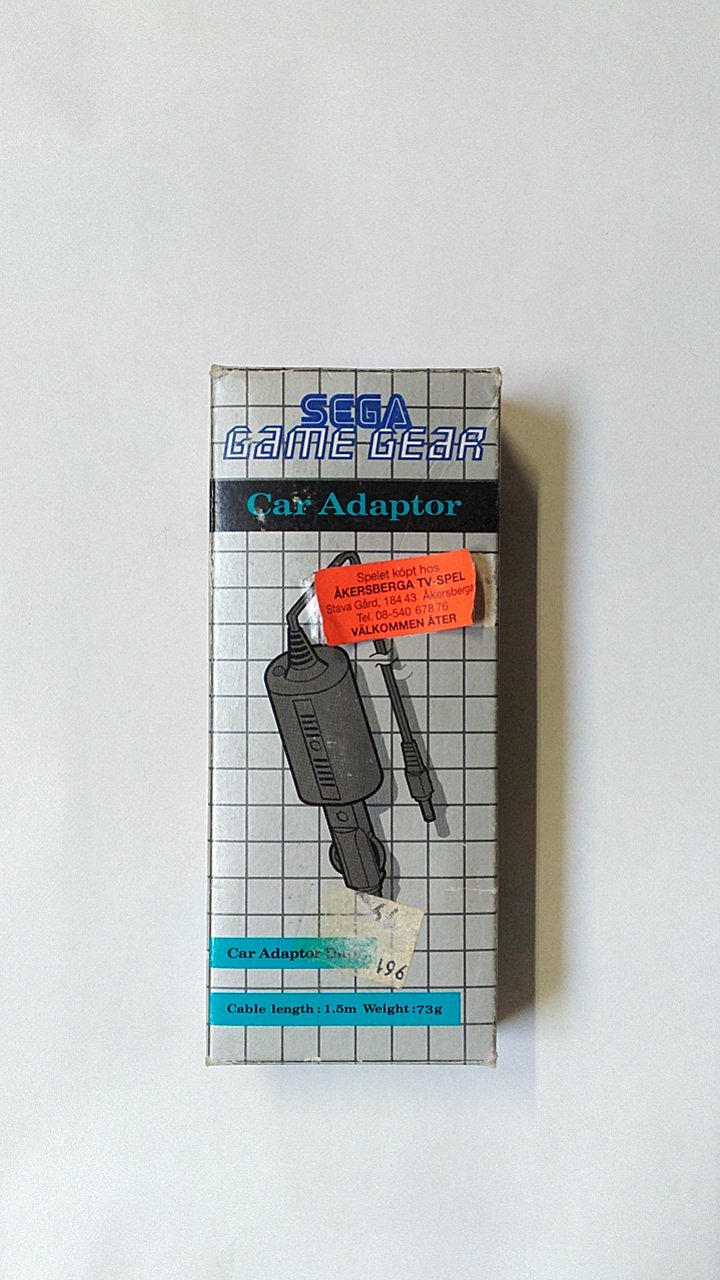 SEGA
GAME GEAR
Car Adaptor
Spelet köpt hos
ÅKERSBERGA TV-SPEL
Stava Gård, 184 43 Åkersberga
Tel. 08-540 678 76
VÄLKOMMEN ÅTER
Car Adaptor
961
Cable length : 1.5m Weight :73g